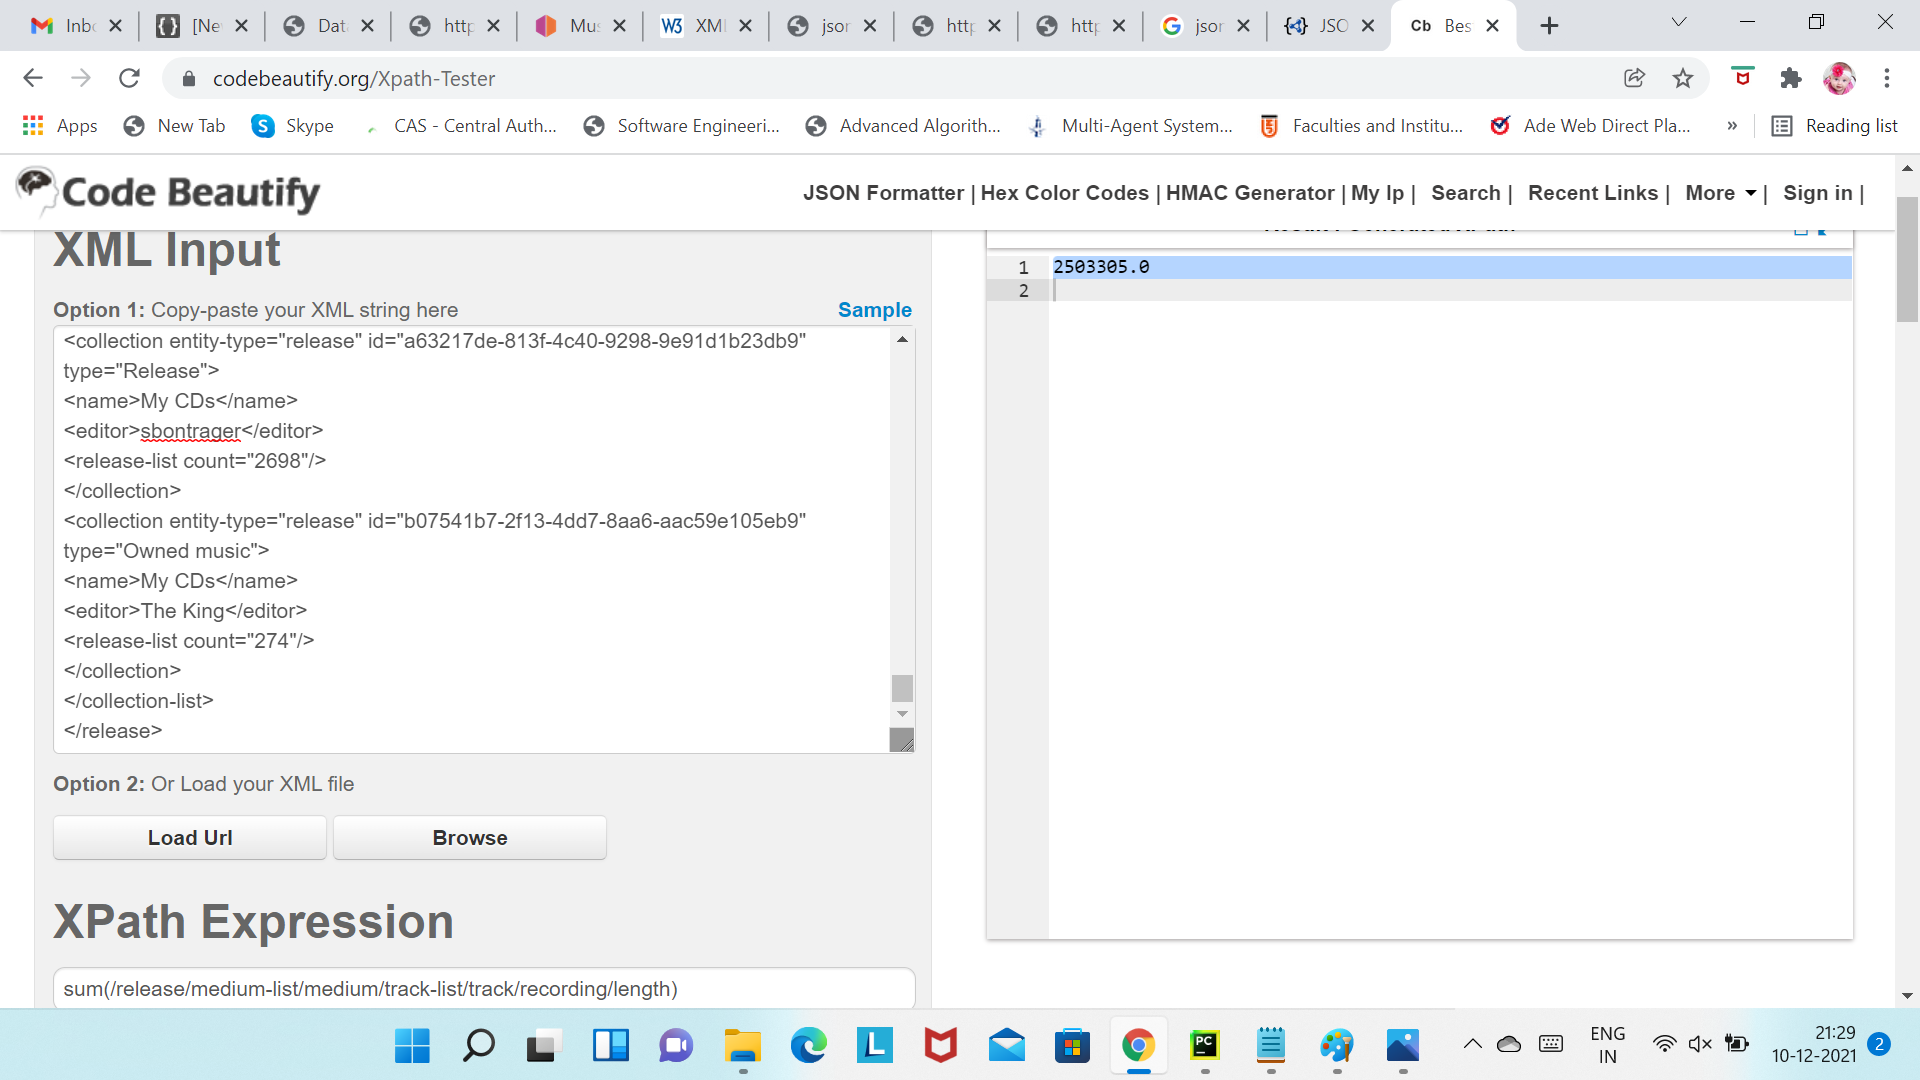 Inbc
[Ne
Dat
http
Mus
XML
json
http
http
json
JSO
Cb Bes
codebeautify.org/Xpath-Tester
Apps New Tab Skype CAS - Central Auth... Software Engineeri... Advanced Algorith... Multi-Agent System... Faculties and Institu... Ade Web Direct Pla... » Reading list
Code Beautify
JSON Formatter | Hex Color Codes | HMAC Generator | My Ip | Search | Recent Links | More | Sign in |
XML Input
Option 1: Copy-paste your XML string here Sample
<collection entity-type="release" id="a63217de-813f-4c40-9298-9e91d1b23db9"
type="Release">
<name>My CDs</name>
<editor>sbontrager</editor>
<release-list count="2698"/>
</collection>
<collection entity-type="release" id="b07541b7-2f13-4dd7-8aa6-aac59e105eb9"
type="Owned music">
<name>My CDs</name>
<editor>The King</editor>
<release-list count="274"/>
</collection>
</collection-list>
</release>
Option 2: Or Load your XML file
Load Url Browse
XPath Expression
sum(/release/medium-list/medium/track-list/track/recording/length)
1 2503305.0
2
ENG
IN
21:29
10-12-2021
2